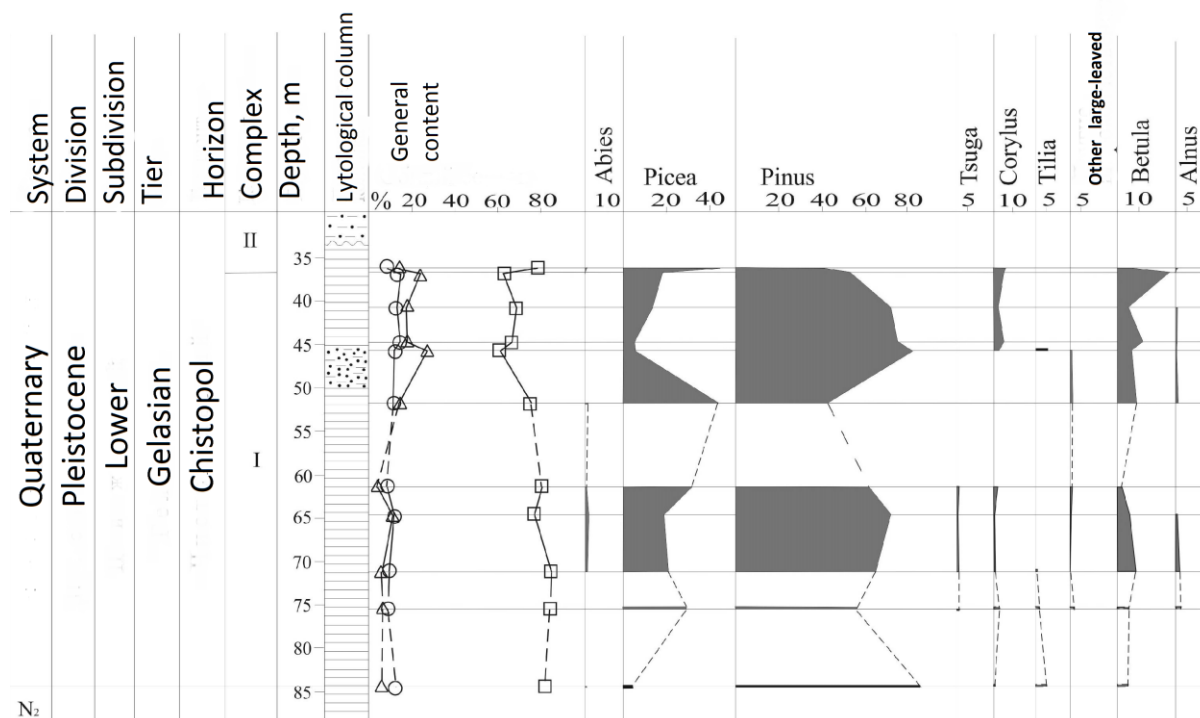 System
Division
Subdivision
Tier
Horizon
Complex
Depth, m
Lytological column
General
content
Abies
Picea
Pinus
Tsuga
Corylus
Tilia
Other large-leaved
Betula
Alnus
% 20 40 60 80
10
20 40
20 40 60 80
5
10
5
5
10
5
II
35
40
45
50
55
60
65
70
75
80
85
Quaternary
Pleistocene
Lower
Gelasian
Chistopol
I
N2